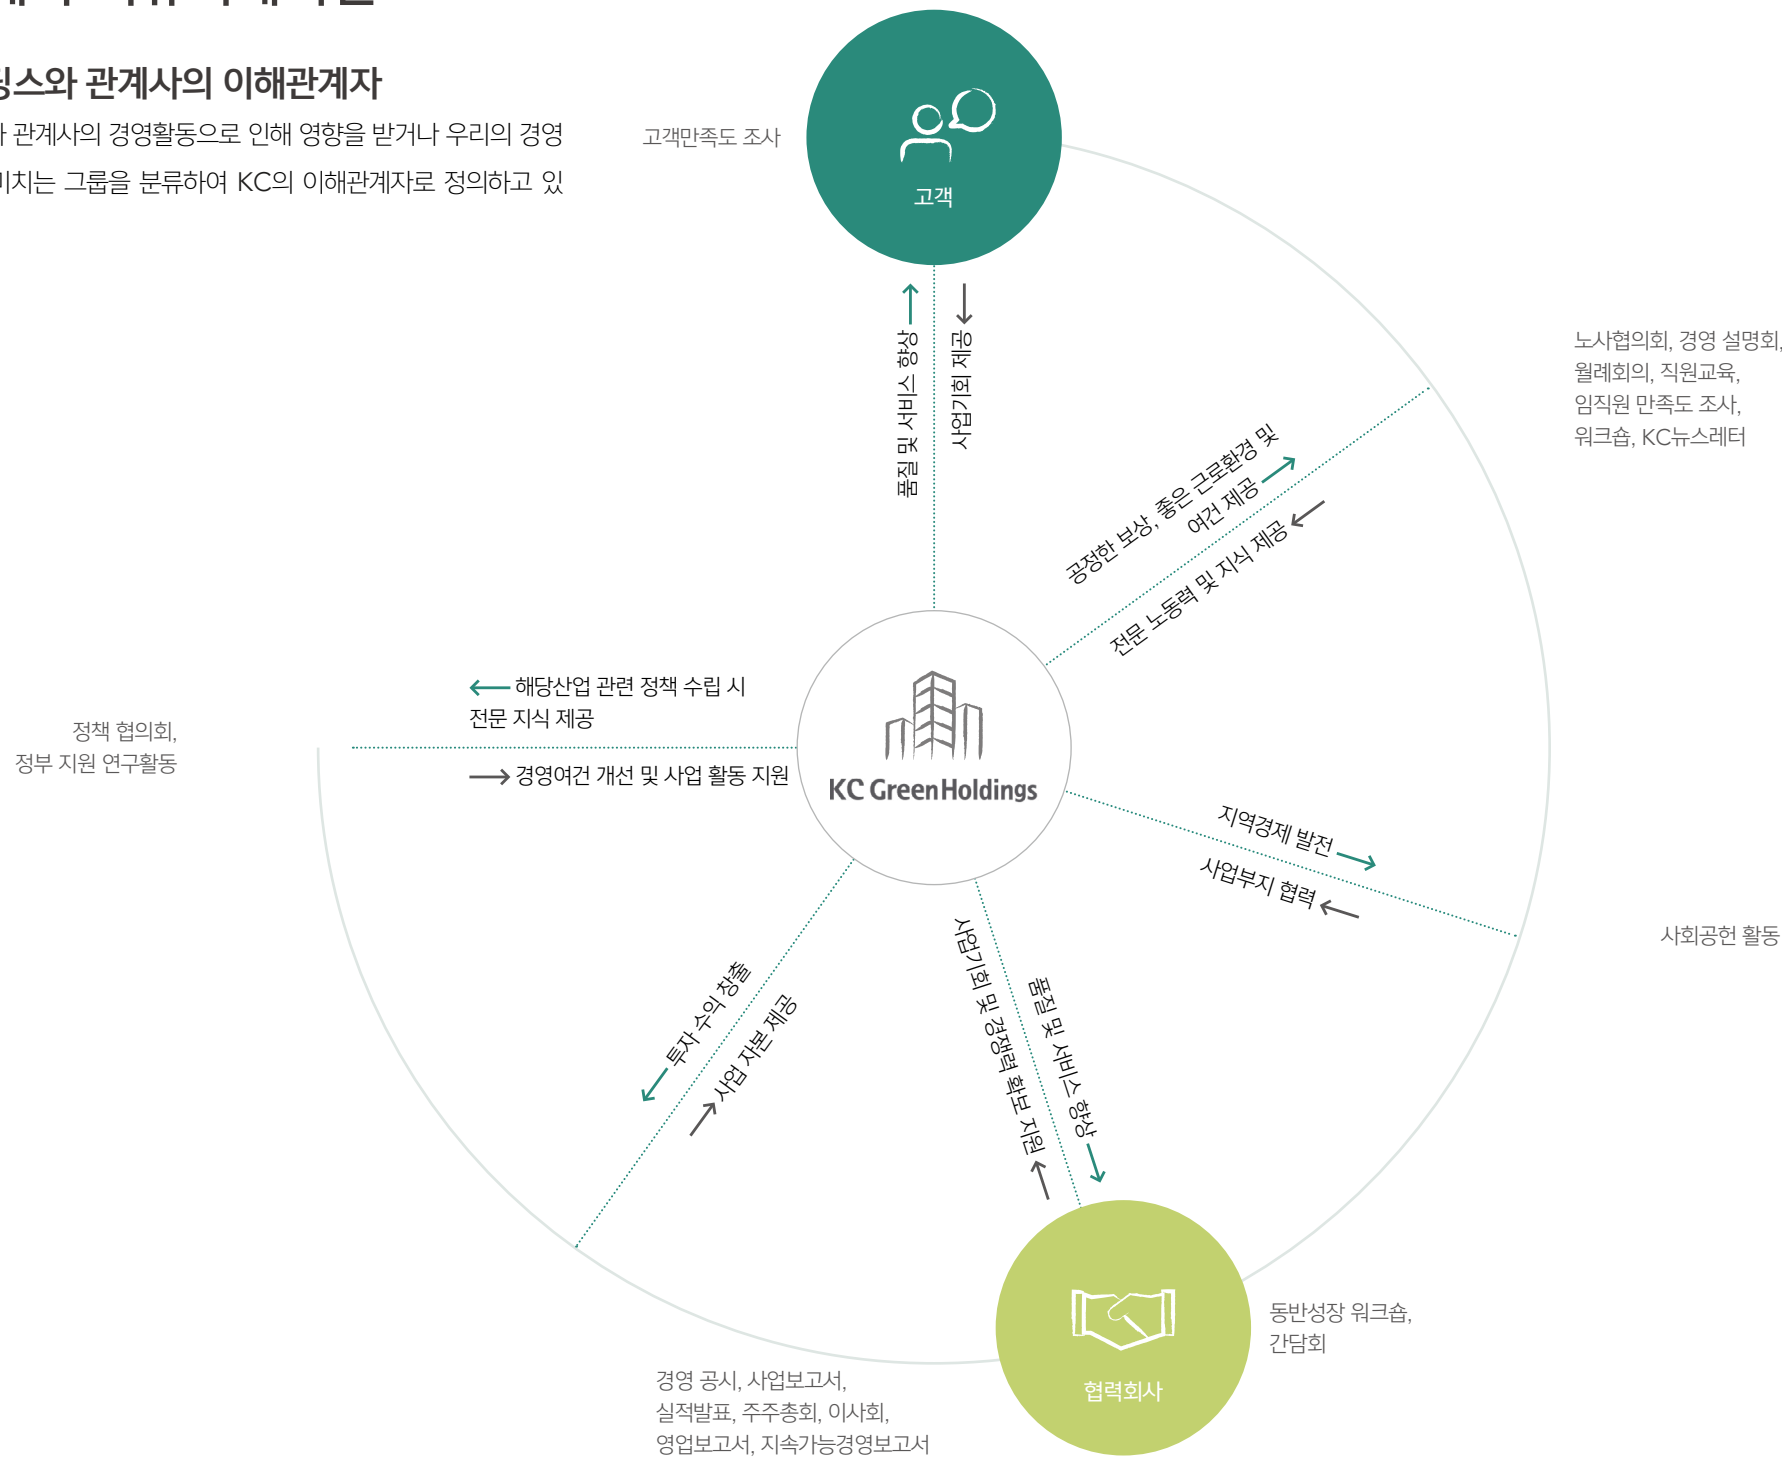 링스와 관계사의 이해관계자
관계사의 경영활동으로 인해 영향을 받거나 우리의 경영
미치는 그룹을 분류하여 KC의 이해관계자로 정의하고 있
고객만족도 조사
고객
품질 및 서비스 향상
사업기회 제공
노사협의회, 경영 설명회,
월례회의, 직원교육,
임직원 만족도 조사,
워크숍, KC뉴스레터
공정한 보상, 좋은 근로환경 및
여건 제공
전문 노동력 및 지식 제공
해당산업 관련 정책 수립 시
전문 지식 제공
경영여건 개선 및 사업 활동 지원
정책 협의회,
정부 지원 연구활동
KC GreenHoldings
지역경제 발전
사업부지 협력
사회공헌 활동
투자 수익 창출
사업 자본 제공
사업기회 및 경쟁력 확보 지원
품질 및 서비스 향상
협력회사
동반성장 워크숍,
간담회
경영 공시, 사업보고서,
실적발표, 주주총회, 이사회,
영업보고서, 지속가능경영보고서